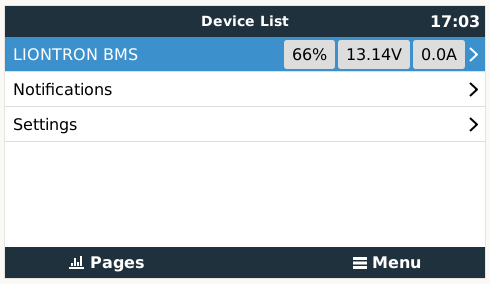 Device List 17:03
LIONTRON BMS 66% 13.14V 0.0A
Notifications
Settings
Pages Menu